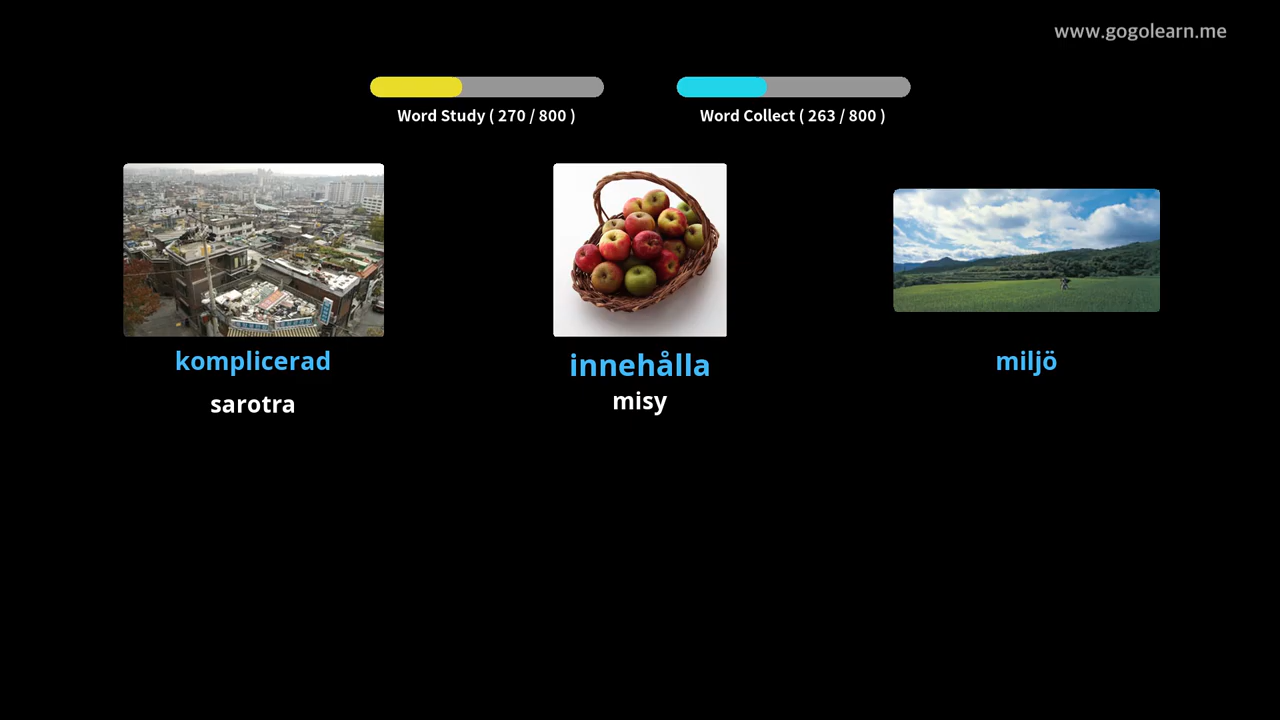 www.gogolearn.me
Word Study ( 270 / 800 )
Word Collect ( 263 / 800 )
komplicerad
sarotra
innehålla
misy
miljö